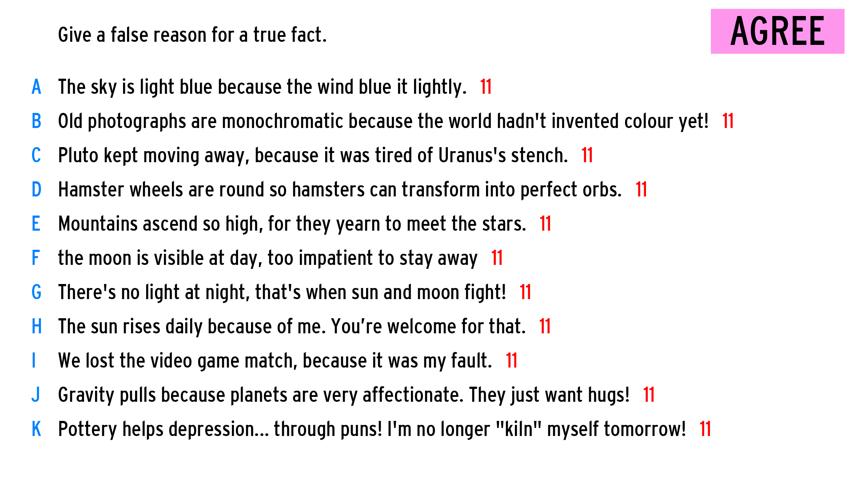 Give a false reason for a true fact.
AGREE
A The sky is light blue because the wind blue it lightly. 11
B Old photographs are monochromatic because the world hadn't invented colour yet! 11
C Pluto kept moving away, because it was tired of Uranus's stench. 11
D Hamster wheels are round so hamsters can transform into perfect orbs. 11
E Mountains ascend so high, for they yearn to meet the stars. 11
F the moon is visible at day, too impatient to stay away 11
G There's no light at night, that's when sun and moon fight! 11
H The sun rises daily because of me. You’re welcome for that. 11
I We lost the video game match, because it was my fault. 11
J Gravity pulls because planets are very affectionate. They just want hugs! 11
K Pottery helps depression... through puns! I'm no longer "kiln" myself tomorrow! 11